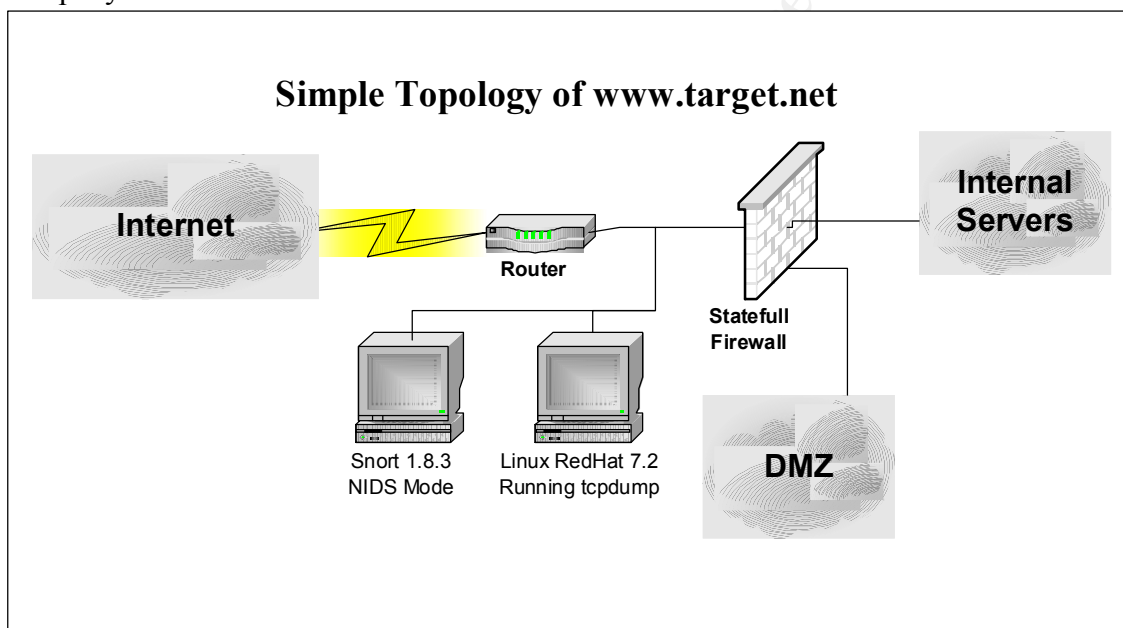 Simple Topology of www.target.net
Internet
Router
Statefull
Firewall
Internal
Servers
Snort 1.8.3
NIDS Mode
Linux RedHat 7.2
Running tcpdump
DMZ